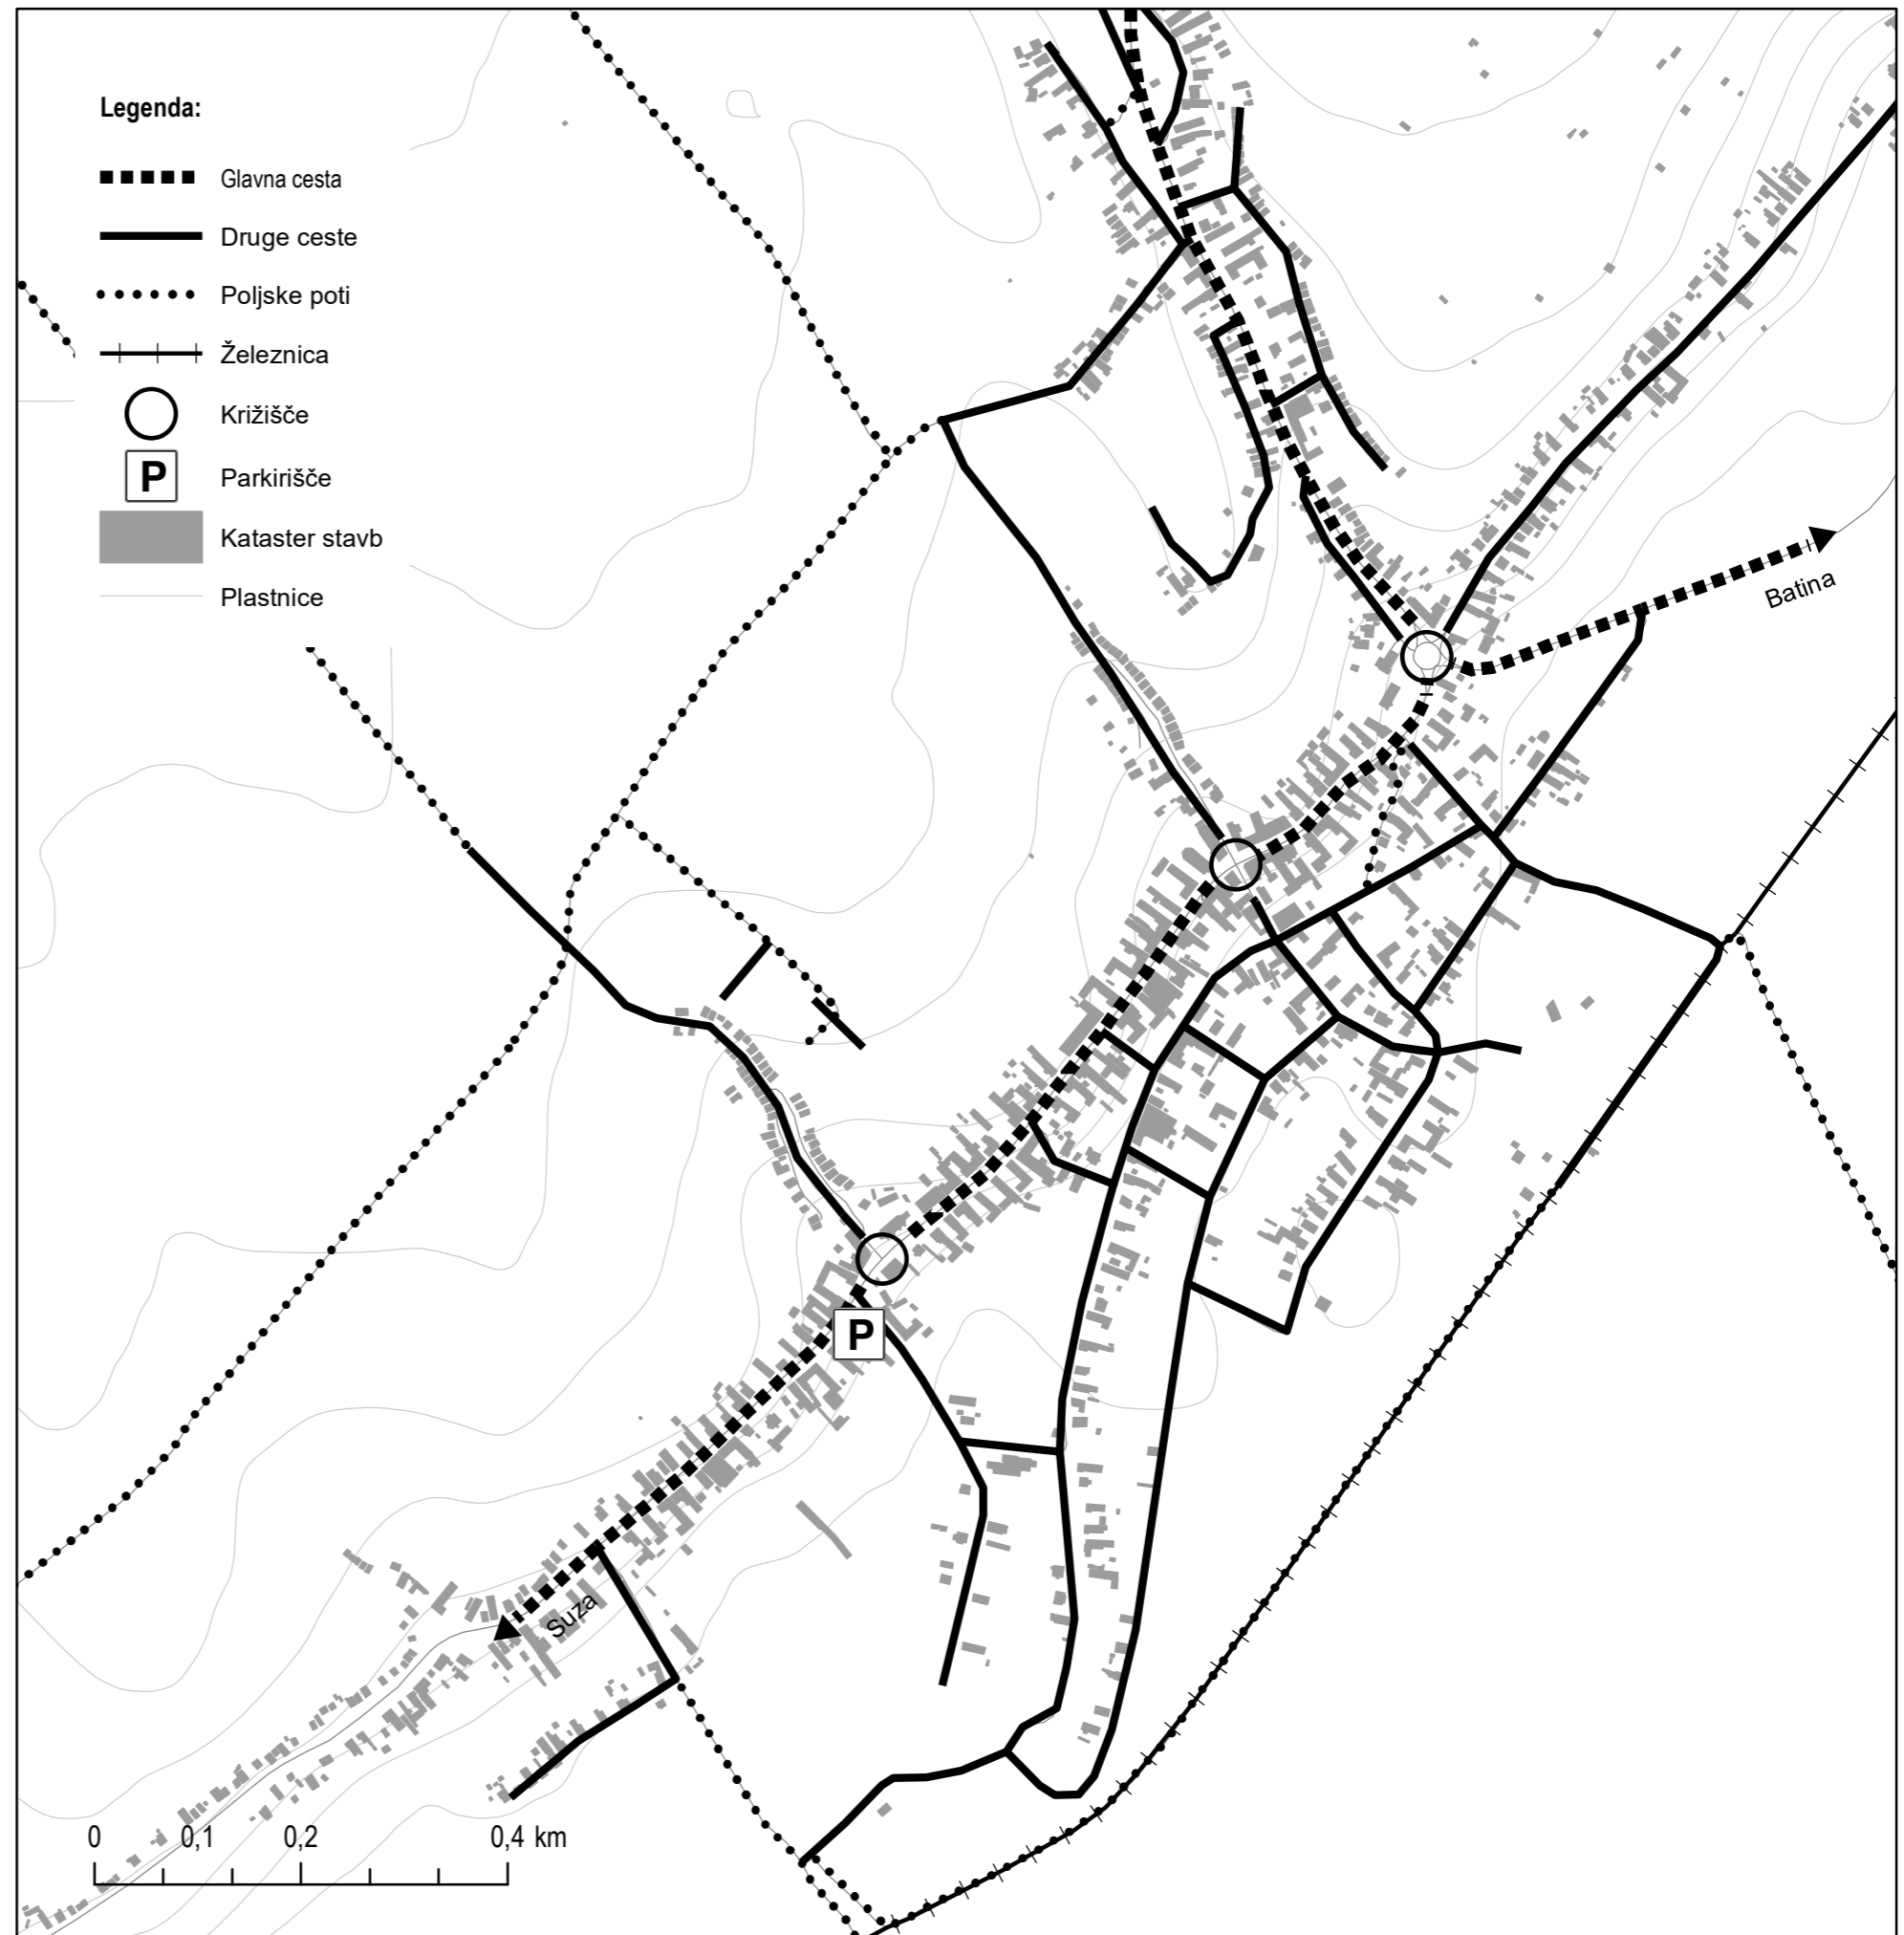 Legenda:
Glavna cesta
Druge ceste
Poljske poti
Železnica
Križišče
P Parkirišče
Kataster stavb
Plastnice
Batina
P
Suza
0 0,1 0,2 0,4 km